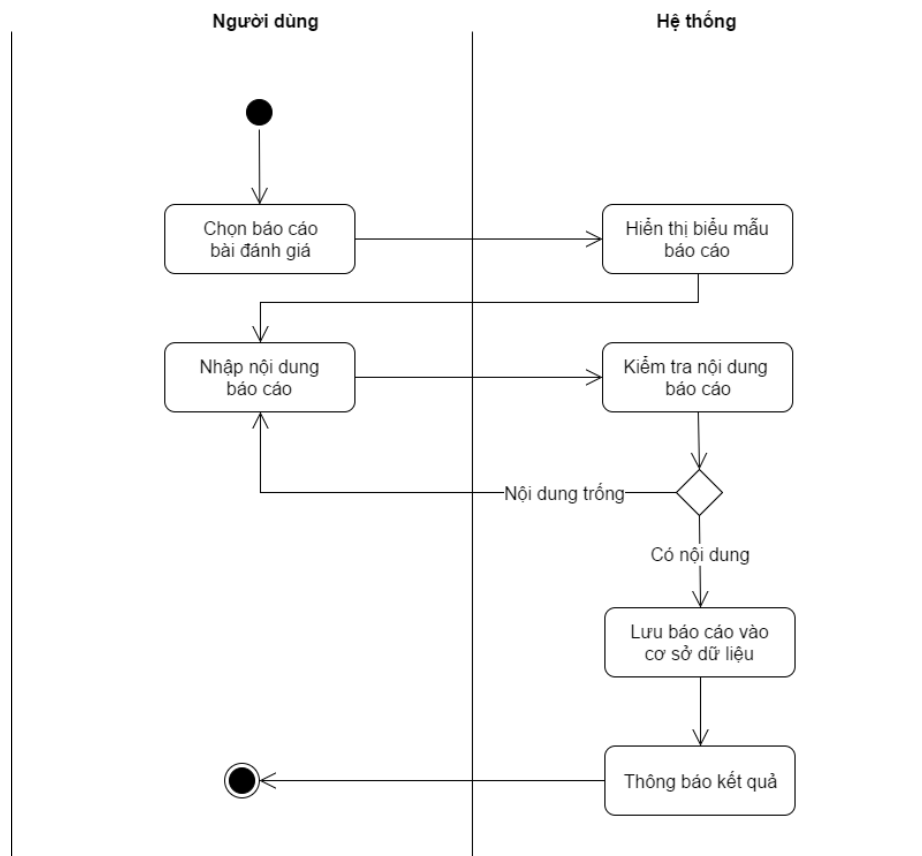 Người dùng
Hệ thống
Chọn báo cáo
bài đánh giá
Hiển thị biểu mẫu
báo cáo
Nhập nội dung
báo cáo
Kiểm tra nội dung
báo cáo
Nội dung trống
Có nội dung
Lưu báo cáo vào
cơ sở dữ liệu
Thông báo kết quả